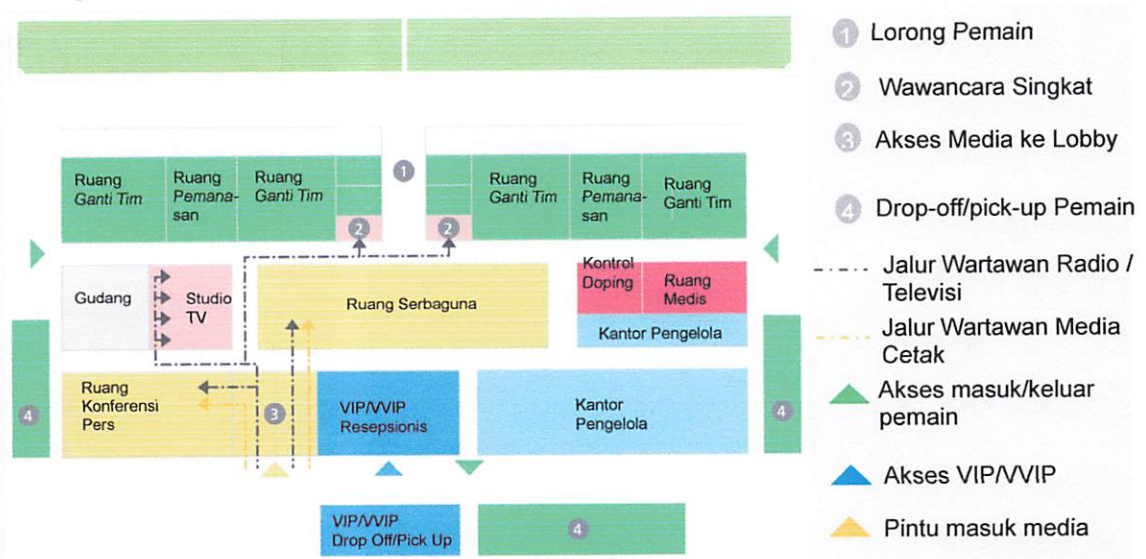 Ruang
Ganti Tim
Ruang
Pemana-
san
Ruang
Ganti Tim
1
Ruang
Ganti Tim
Ruang
Pemana-
san
Ruang
Ganti Tim
2
2
Gudang
Studio
TV
Ruang Serbaguna
Kontrol
Doping
Ruang
Medis
Kantor Pengelola
4
Ruang
Konferensi
Pers
3
VIP/VVIP
Resepsionis
Kantor
Pengelola
4
VIP/VVIP
Drop Off/Pick Up
4
1 Lorong Pemain
2 Wawancara Singkat
3 Akses Media ke Lobby
4 Drop-off/pick-up Pemain
Jalur Wartawan Radio /
Televisi
Jalur Wartawan Media
Cetak
Akses masuk/keluar
pemain
Akses VIP/VVIP
Pintu masuk media